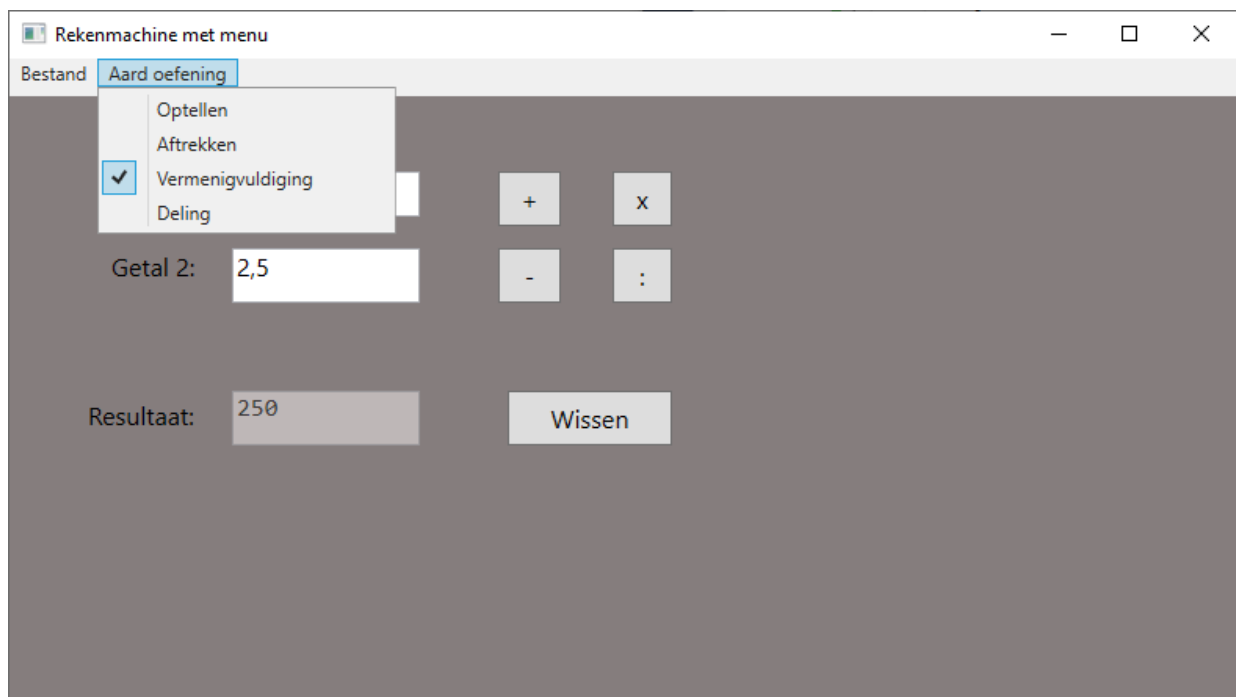 Rekenmachine met menu
Bestand Aard oefening
Optellen
Aftrekken
Vermenigvuldiging
Deling
+ x
Getal 2: 2,5 - :
Resultaat: 250 Wissen